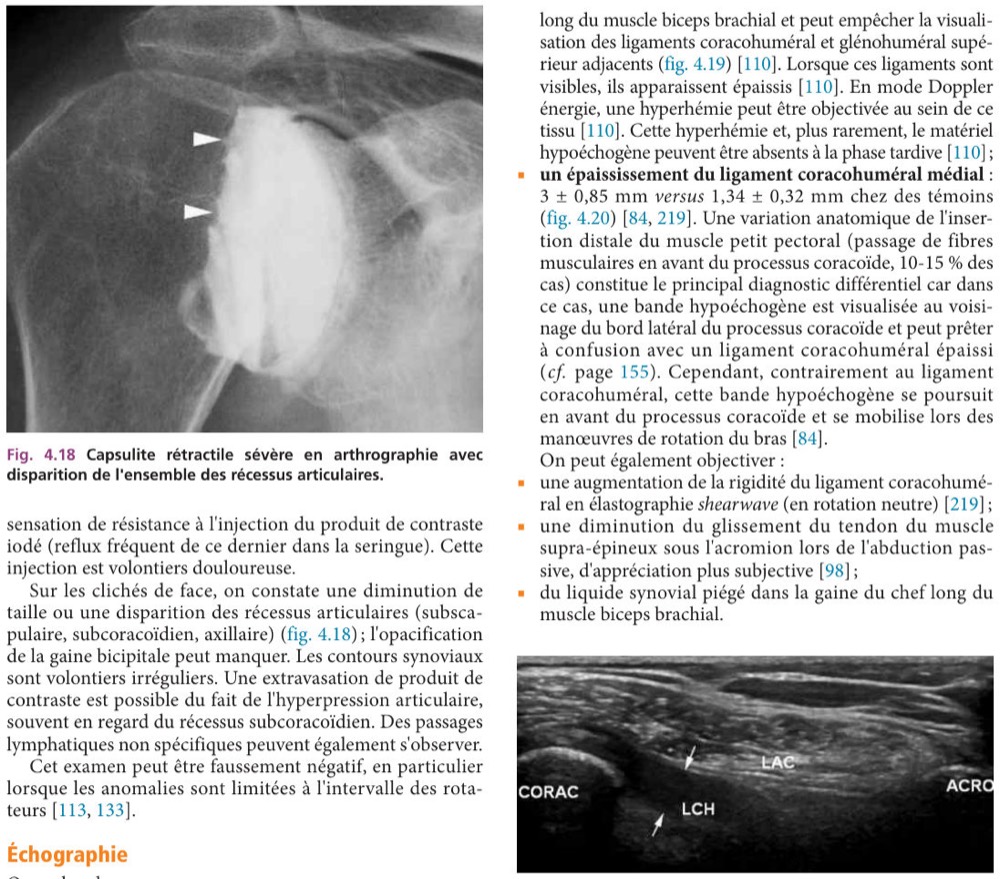 Fig. 4.18 Capsulite rétractile sévère en arthrographie avec
disparition de l'ensemble des récessus articulaires.
sensation de résistance à l'injection du produit de contraste
iodé (reflux fréquent de ce dernier dans la seringue). Cette
injection est volontiers douloureuse.
Sur les clichés de face, on constate une diminution de
taille ou une disparition des récessus articulaires (subsca-
pulaire, subcoracoïdien, axillaire) (fig. 4.18) ; l'opacification
de la gaine bicipitale peut manquer. Les contours synoviaux
sont volontiers irréguliers. Une extravasation de produit de
contraste est possible du fait de l'hyperpression articulaire,
souvent en regard du récessus subcoracoïdien. Des passages
lymphatiques non spécifiques peuvent également s'observer.
Cet examen peut être faussement négatif, en particulier
lorsque les anomalies sont limitées à l'intervalle des rota-
teurs [113, 133].
Échographie
long du muscle biceps brachial et peut empêcher la visuali-
sation des ligaments coracohuméral et glénohuméral supé-
rieur adjacents (fig. 4.19) [110]. Lorsque ces ligaments sont
visibles, ils apparaissent épaissis [110]. En mode Doppler
énergie, une hyperhémie peut être objectivée au sein de ce
tissu [110]. Cette hyperhémie et, plus rarement, le matériel
hypoéchogène peuvent être absents à la phase tardive [110] ;
▪ un épaississement du ligament coracohuméral médial :
3 ± 0,85 mm versus 1,34 ± 0,32 mm chez des témoins
(fig. 4.20) [84, 219]. Une variation anatomique de l'inser-
tion distale du muscle petit pectoral (passage de fibres
musculaires en avant du processus coracoïde, 10-15 % des
cas) constitue le principal diagnostic différentiel car dans
ce cas, une bande hypoéchogène est visualisée au voisi-
nage du bord latéral du processus coracoïde et peut prêter
à confusion avec un ligament coracohuméral épaissi
(cf. page 155). Cependant, contrairement au ligament
coracohuméral, cette bande hypoéchogène se poursuit
en avant du processus coracoïde et se mobilise lors des
manœuvres de rotation du bras [84].
On peut également objectiver :
▪ une augmentation de la rigidité du ligament coracohumé-
ral en élastographie shearwave (en rotation neutre) [219] ;
▪ une diminution du glissement du tendon du muscle
supra-épineux sous l'acromion lors de l'abduction pas-
sive, d'appréciation plus subjective [98] ;
▪ du liquide synovial piégé dans la gaine du chef long du
muscle biceps brachial.
LAC
CORAC
ACRO
LCH